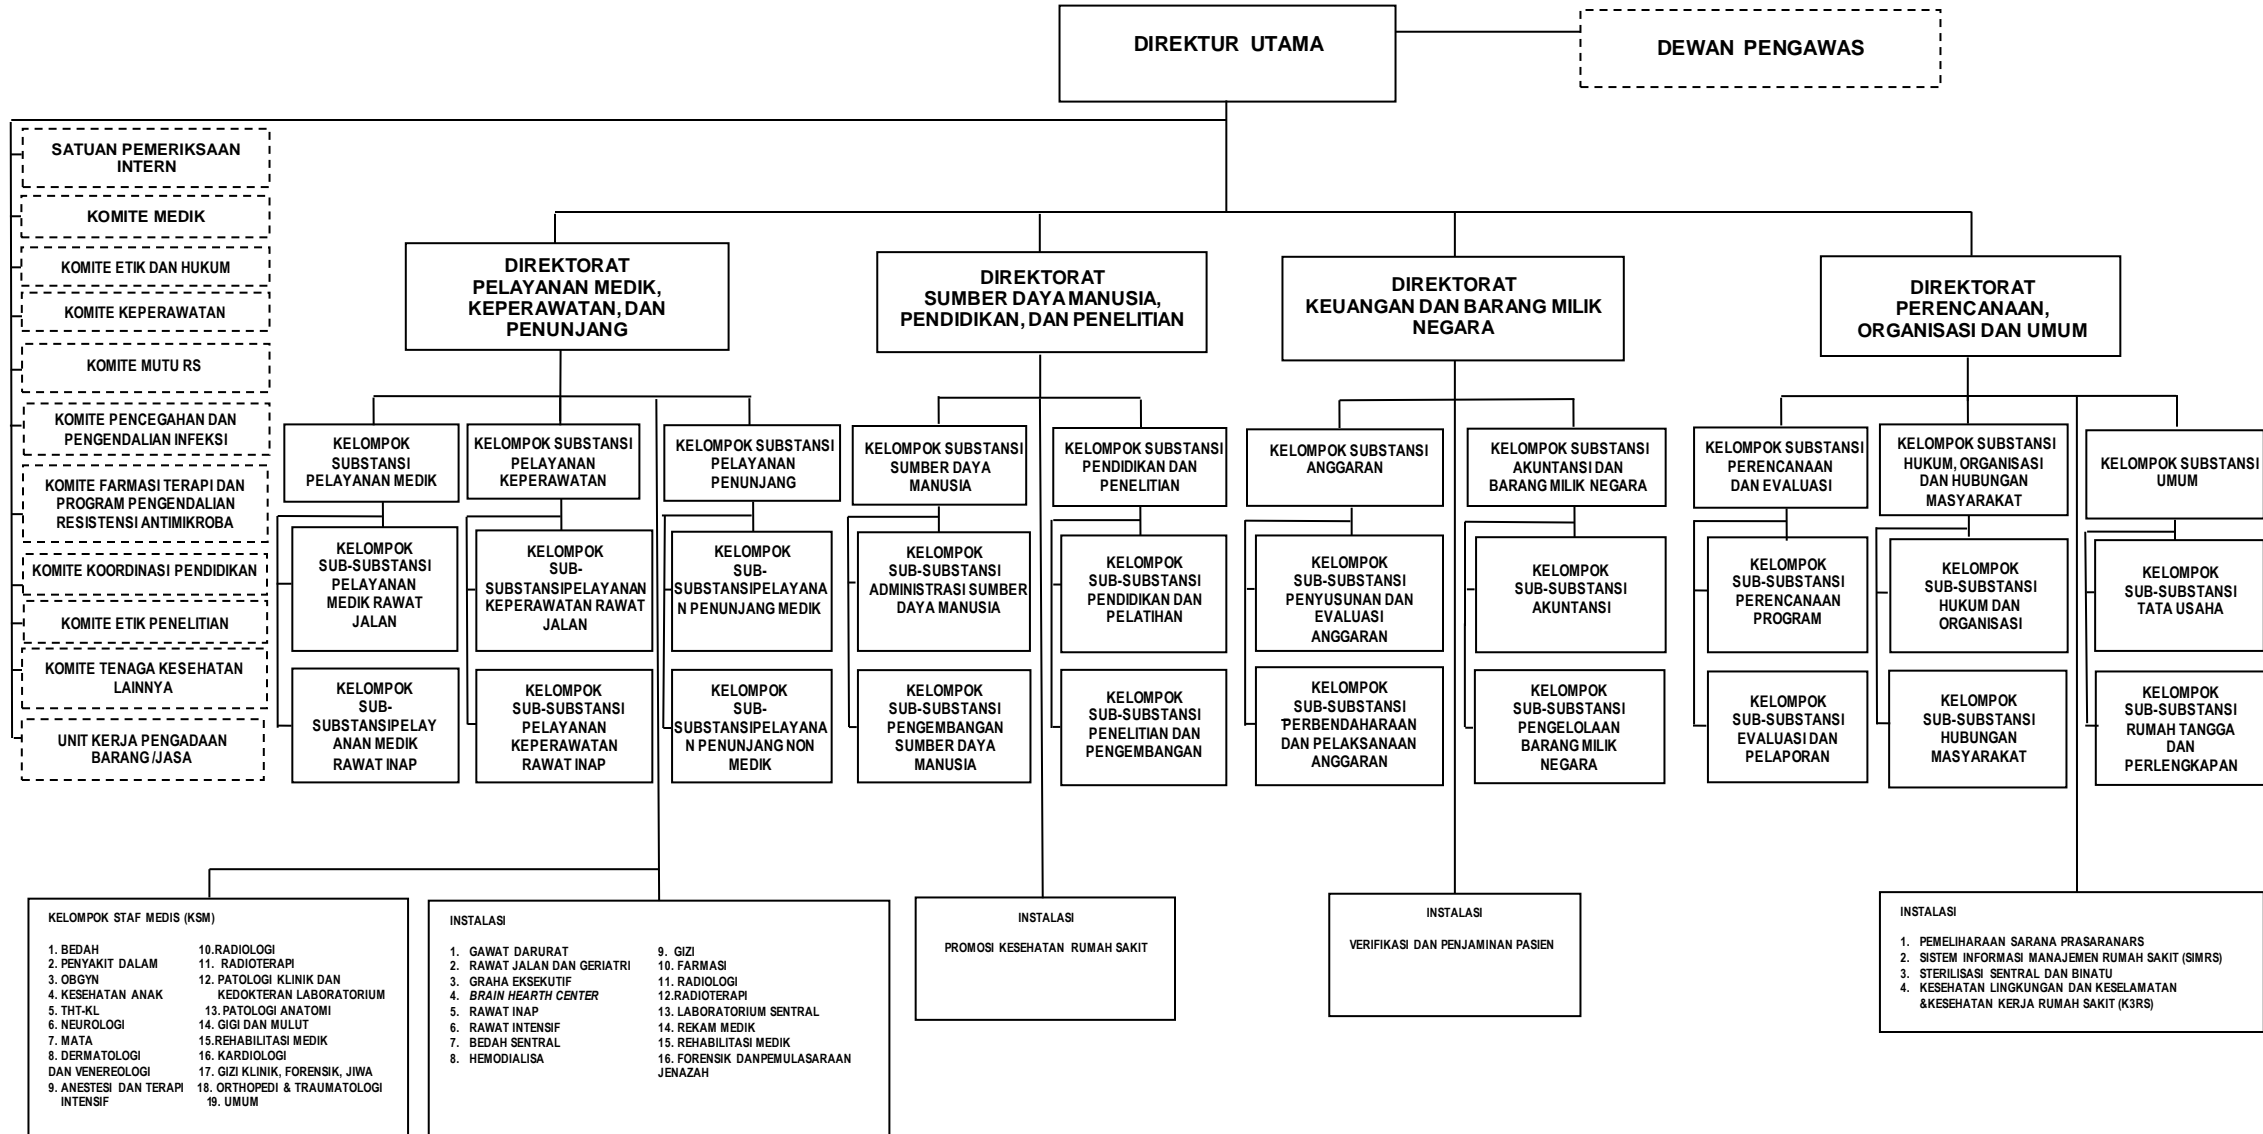 DIREKTUR UTAMA
DEWAN PENGAWAS
SATUAN PEMERIKSAAN
INTERN
KOMITE MEDIK
KOMITE ETIK DAN HUKUM
KOMITE KEPERAWATAN
KOMITE MUTU RS
KOMITE PENCEGAHAN DAN
PENGENDALIAN INFEKSI
KOMITE FARMASI TERAPI DAN
PROGRAM PENGENDALIAN
RESISTENSI ANTIMIKROBA
KOMITE KOORDINASI PENDIDIKAN
KOMITE ETIK PENELITIAN
KOMITE TENAGA KESEHATAN
LAINNYA
UNIT KERJA PENGADAAN
BARANG /JASA
DIREKTORAT
PELAYANAN MEDIK,
KEPERAWATAN, DAN
PENUNJANG
DIREKTORAT
SUMBER DAYA MANUSIA,
PENDIDIKAN, DAN PENELITIAN
DIREKTORAT
KEUANGAN DAN BARANG MILIK
NEGARA
DIREKTORAT
PERENCANAAN,
ORGANISASI DAN UMUM
KELOMPOK
SUBSTANSI
PELAYANAN MEDIK
KELOMPOK SUBSTANSI
PELAYANAN
KEPERAWATAN
KELOMPOK SUBSTANSI
PELAYANAN
PENUNJANG
KELOMPOK SUBSTANSI
SUMBER DAYA
MANUSIA
KELOMPOK SUBSTANSI
PENDIDIKAN DAN
PENELITIAN
KELOMPOK SUBSTANSI
ANGGARAN
KELOMPOK SUBSTANSI
AKUNTANSI DAN
BARANG MILIK NEGARA
KELOMPOK SUBSTANSI
PERENCANAAN
DAN EVALUASI
KELOMPOK SUBSTANSI
HUKUM, ORGANISASI
DAN HUBUNGAN
MASYARAKAT
KELOMPOK SUBSTANSI
UMUM
KELOMPOK
SUB-SUBSTANSI
PELAYANAN
MEDIK RAWAT
JALAN
KELOMPOK
SUB-
SUBSTANSIPELAYANAN
KEPERAWATAN RAWAT
JALAN
KELOMPOK
SUB-
SUBSTANSIPELAYANA
N PENUNJANG MEDIK
KELOMPOK
SUB-SUBSTANSI
ADMINISTRASI SUMBER
DAYA MANUSIA
KELOMPOK
SUB-SUBSTANSI
PENDIDIKAN DAN
PELATIHAN
KELOMPOK
SUB-SUBSTANSI
PENYUSUNAN DAN
EVALUASI
ANGGARAN
KELOMPOK
SUB-SUBSTANSI
AKUNTANSI
KELOMPOK
SUB-SUBSTANSI
PERENCANAAN
PROGRAM
KELOMPOK
SUB-SUBSTANSI
HUKUM DAN
ORGANISASI
KELOMPOK
SUB-SUBSTANSI
TATA USAHA
KELOMPOK
SUB-
SUBSTANSIPELAY
ANAN MEDIK
RAWAT INAP
KELOMPOK
SUB-SUBSTANSI
PELAYANAN
KEPERAWATAN
RAWAT INAP
KELOMPOK
SUB-
SUBSTANSIPELAYANA
N PENUNJANG NON
MEDIK
KELOMPOK
SUB-SUBSTANSI
PENGEMBANGAN
SUMBER DAYA
MANUSIA
KELOMPOK
SUB-SUBSTANSI
PENELITIAN DAN
PENGEMBANGAN
KELOMPOK
SUB-SUBSTANSI
PERBENDAHARAAN
DAN PELAKSANAAN
ANGGARAN
KELOMPOK
SUB-SUBSTANSI
PENGELOLAAN
BARANG MILIK
NEGARA
KELOMPOK
SUB-SUBSTANSI
EVALUASI DAN
PELAPORAN
KELOMPOK
SUB-SUBSTANSI
HUBUNGAN
MASYARAKAT
KELOMPOK
SUB-SUBSTANSI
RUMAH TANGGA
DAN
PERLENGKAPAN
KELOMPOK STAF MEDIS (KSM)
1. BEDAH
2. PENYAKIT DALAM
3. OBGYN
4. KESEHATAN ANAK
5. THT-KL
6. NEUROLOGI
7. MATA
8. DERMATOLOGI
DAN VENEREOLOGI
9. ANESTESI DAN TERAPI
INTENSIF
10.RADIOLOGI
11. RADIOTERAPI
12. PATOLOGI KLINIK DAN
KEDOKTERAN LABORATORIUM
13. PATOLOGI ANATOMI
14. GIGI DAN MULUT
15.REHABILITASI MEDIK
16. KARDIOLOGI
17. GIZI KLINIK, FORENSIK, JIWA
18. ORTHOPEDI & TRAUMATOLOGI
19. UMUM
INSTALASI
1. GAWAT DARURAT
2. RAWAT JALAN DAN GERIATRI
3. GRAHA EKSEKUTIF
4. BRAIN HEARTH CENTER
5. RAWAT INAP
6. RAWAT INTENSIF
7. BEDAH SENTRAL
8. HEMODIALISA
9. GIZI
10. FARMASI
11. RADIOLOGI
12.RADIOTERAPI
13. LABORATORIUM SENTRAL
14. REKAM MEDIK
15. REHABILITASI MEDIK
16. FORENSIK DANPEMULASARAAN
JENAZAH
INSTALASI
PROMOSI KESEHATAN RUMAH SAKIT
INSTALASI
VERIFIKASI DAN PENJAMINAN PASIEN
INSTALASI
1. PEMELIHARAAN SARANA PRASARANARS
2. SISTEM INFORMASI MANAJEMEN RUMAH SAKIT (SIMRS)
3. STERILISASI SENTRAL DAN BINATU
4. KESEHATAN LINGKUNGAN DAN KESELAMATAN
&KESEHATAN KERJA RUMAH SAKIT (K3RS)